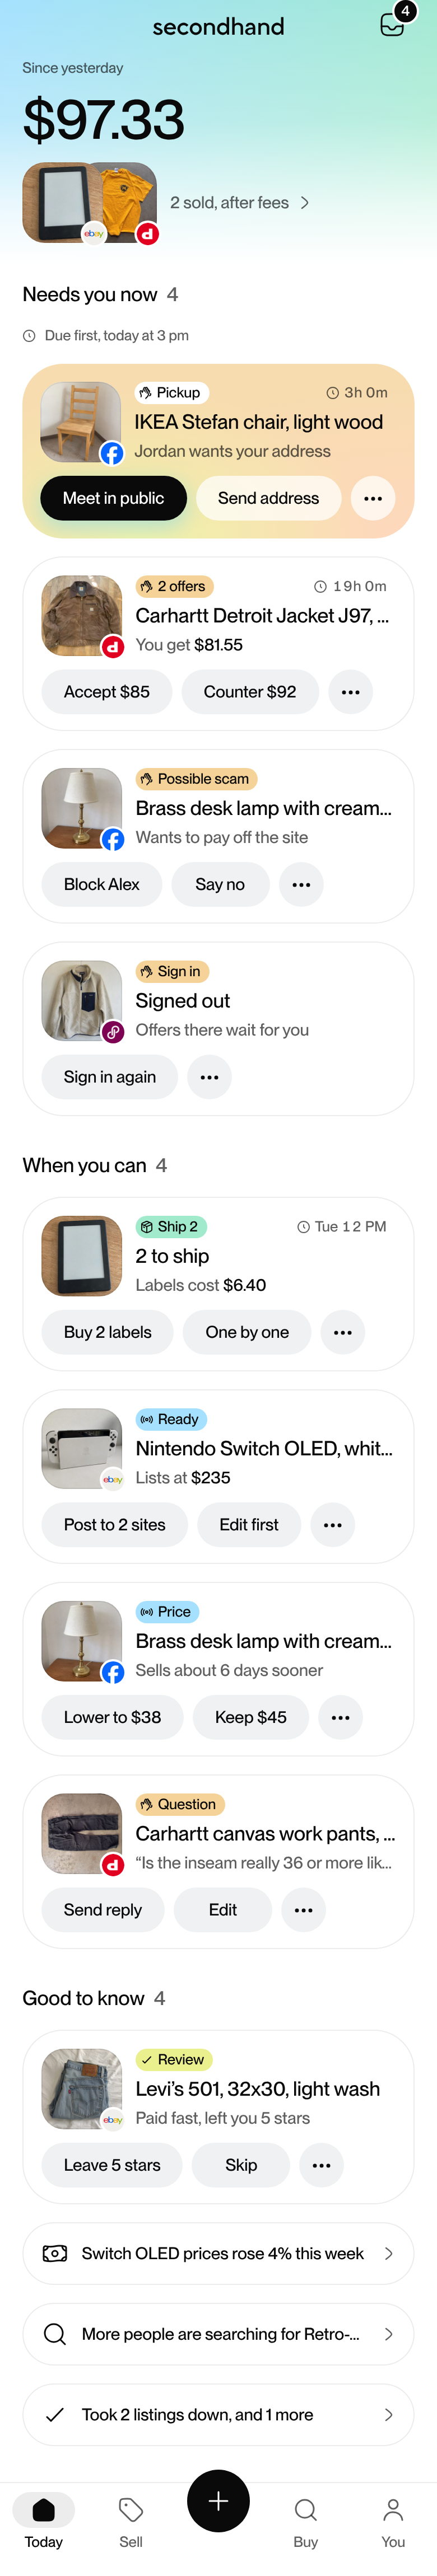 secondhand
4
Since yesterday
$97.33
ebay
d
2 sold, after fees
Needs you now 4
Due first, today at 3 pm
Pickup
3h 0m
IKEA Stefan chair, light wood
Jordan wants your address
Meet in public
Send address
2 offers
19h 0m
Carhartt Detroit Jacket J97, ...
You get $81.55
d
Accept $85
Counter $92
Possible scam
Brass desk lamp with cream...
Wants to pay off the site
Block Alex
Say no
Sign in
Signed out
Offers there wait for you
Sign in again
When you can 4
Ship 2
Tue 12 PM
2 to ship
Labels cost $6.40
Buy 2 labels
One by one
Ready
Nintendo Switch OLED, whit...
Lists at $235
ebay
Post to 2 sites
Edit first
Price
Brass desk lamp with cream...
Sells about 6 days sooner
Lower to $38
Keep $45
Question
Carhartt canvas work pants, ...
“Is the inseam really 36 or more lik...
d
Send reply
Edit
Good to know 4
Review
Levi’s 501, 32x30, light wash
Paid fast, left you 5 stars
ebay
Leave 5 stars
Skip
Switch OLED prices rose 4% this week
More people are searching for Retro-...
Took 2 listings down, and 1 more
Today
Sell
Buy
You